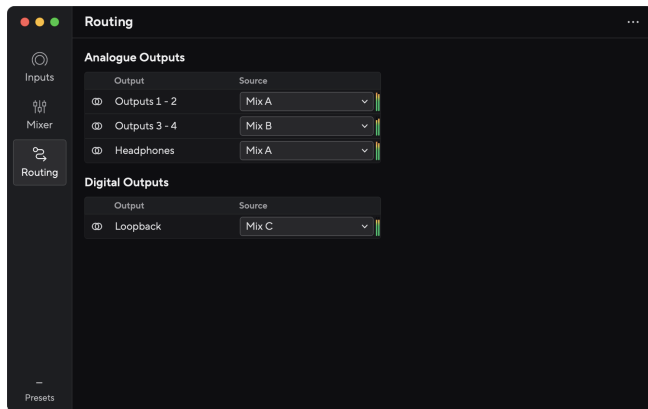 Routing
...
Inputs
Mixer
Routing
Analogue Outputs
Output Source
Outputs 1 - 2 Mix A
Outputs 3 - 4 Mix B
Headphones Mix A
Digital Outputs
Output Source
Loopback Mix C
–
Presets